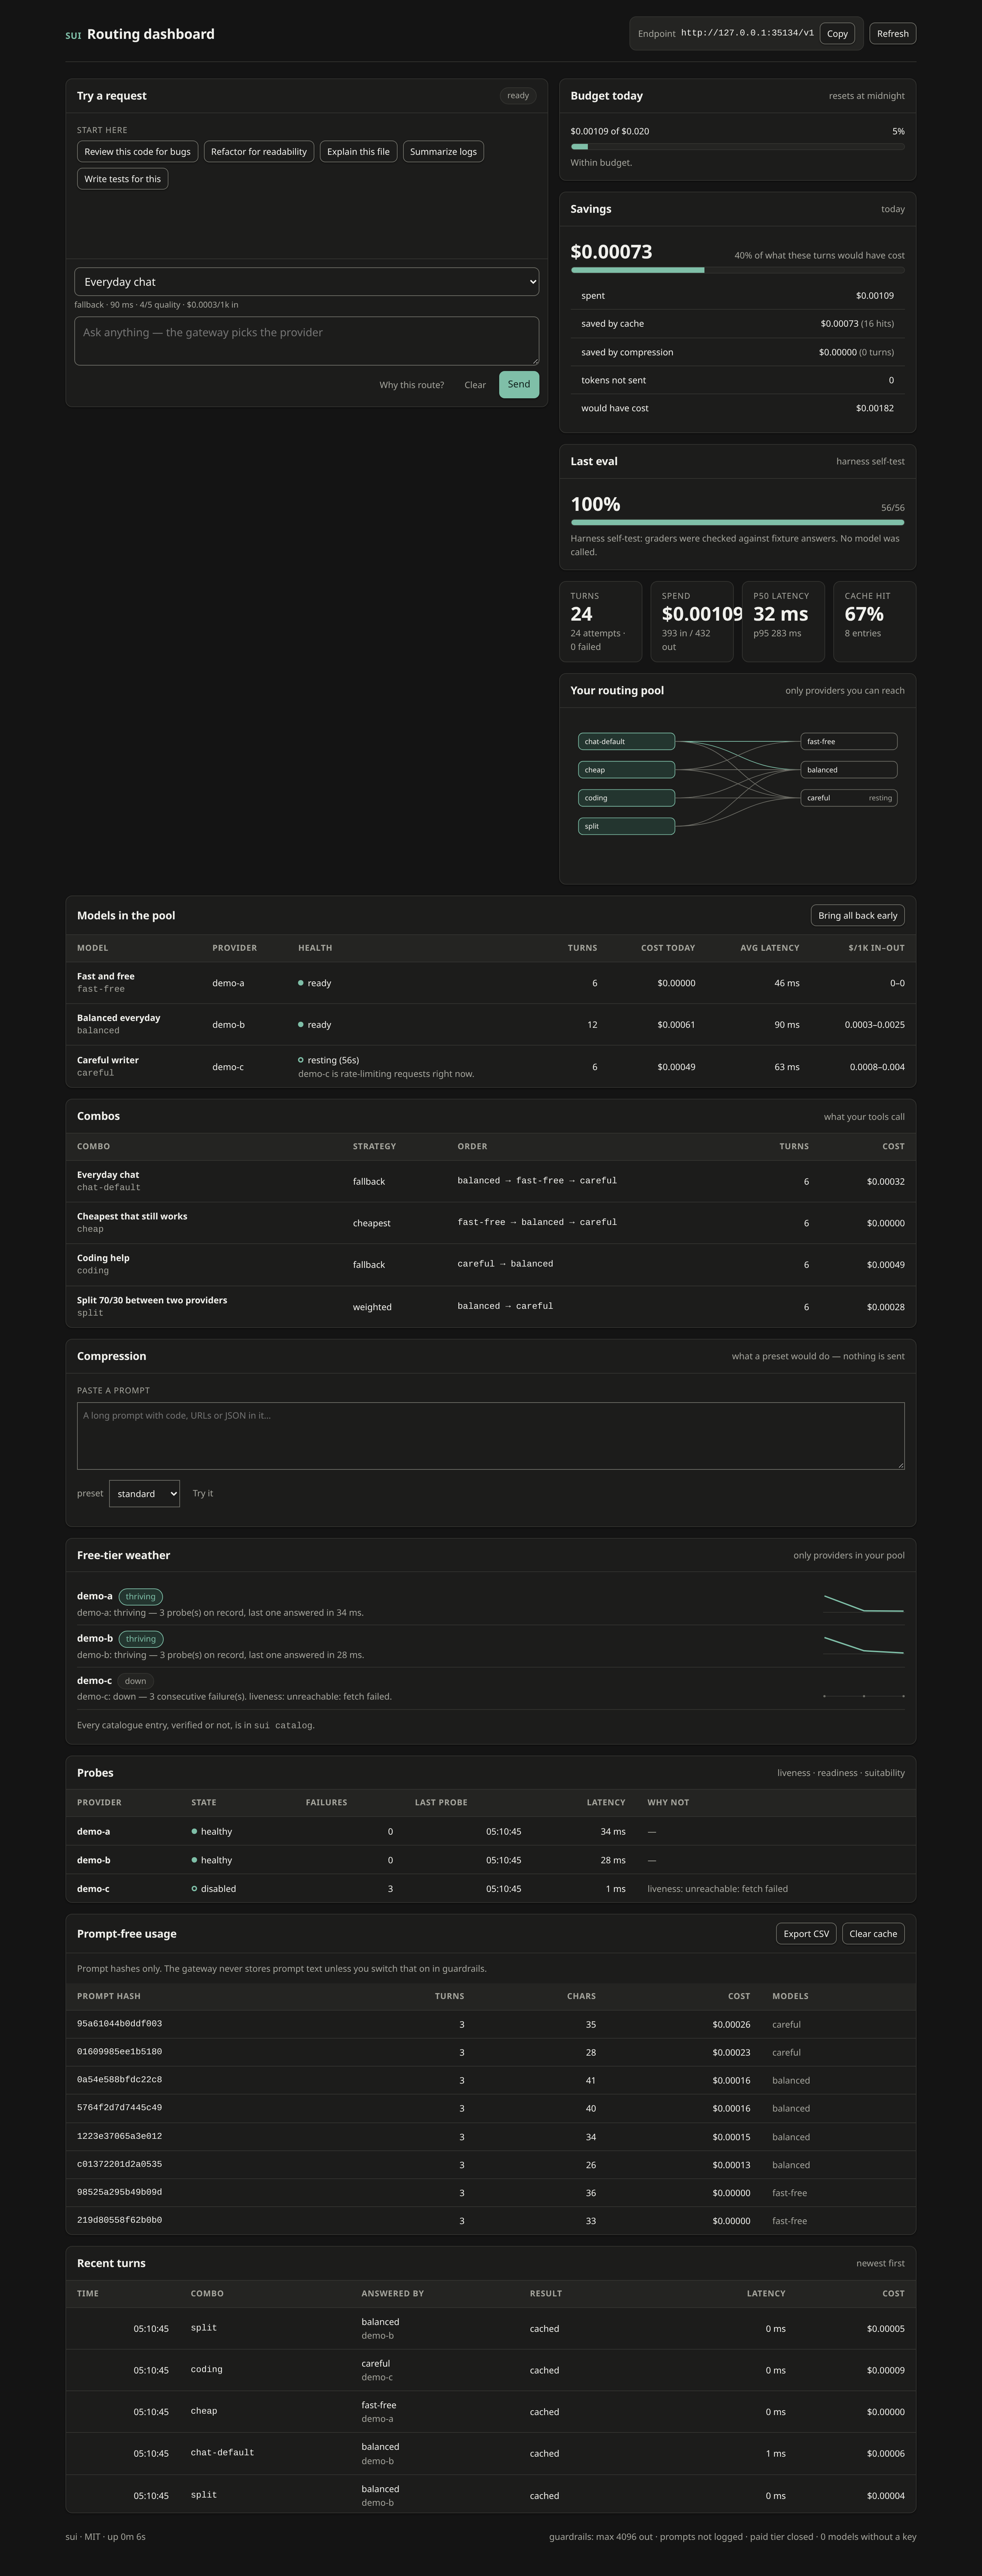 SUI Routing dashboard
Endpoint http://127.0.0.1:35134/v1 Copy Refresh
Try a request ready
START HERE
Review this code for bugs Refactor for readability Explain this file Summarize logs
Write tests for this
Everyday chat
fallback · 90 ms · 4/5 quality · $0.0003/1k in
Ask anything — the gateway picks the provider
Why this route? Clear Send
Budget today resets at midnight
$0.00109 of $0.020 5%
Within budget.
Savings today
$0.00073 40% of what these turns would have cost
spent $0.00109
saved by cache $0.00073 (16 hits)
saved by compression $0.00000 (0 turns)
tokens not sent 0
would have cost $0.00182
Last eval harness self-test
100% 56/56
Harness self-test: graders were checked against fixture answers. No model was
called.
TURNS
24
24 attempts ·
0 failed
SPEND
$0.00109
393 in / 432
out
P50 LATENCY
32 ms
p95 283 ms
CACHE HIT
67%
8 entries
Your routing pool only providers you can reach
chat-default fast-free
cheap balanced
coding careful resting
split
Models in the pool Bring all back early
MODEL PROVIDER HEALTH TURNS COST TODAY AVG LATENCY $/1K IN–OUT
Fast and free
fast-free demo-a ready 6 $0.00000 46 ms 0–0
Balanced everyday
balanced demo-b ready 12 $0.00061 90 ms 0.0003–0.0025
Careful writer
careful demo-c resting (56s) 6 $0.00049 63 ms 0.0008–0.004
demo-c is rate-limiting requests right now.
Combos what your tools call
COMBO STRATEGY ORDER TURNS COST
Everyday chat
chat-default fallback balanced → fast-free → careful 6 $0.00032
Cheapest that still works
cheap cheapest fast-free → balanced → careful 6 $0.00000
Coding help
coding fallback careful → balanced 6 $0.00049
Split 70/30 between two providers
split weighted balanced → careful 6 $0.00028
Compression what a preset would do — nothing is sent
PASTE A PROMPT
A long prompt with code, URLs or JSON in it…
preset standard Try it
Free-tier weather only providers in your pool
demo-a thriving
demo-a: thriving — 3 probe(s) on record, last one answered in 34 ms.
demo-b thriving
demo-b: thriving — 3 probe(s) on record, last one answered in 28 ms.
demo-c down
demo-c: down — 3 consecutive failure(s). liveness: unreachable: fetch failed.
Every catalogue entry, verified or not, is in sui catalog.
Probes liveness · readiness · suitability
PROVIDER STATE FAILURES LAST PROBE LATENCY WHY NOT
demo-a healthy 0 05:10:45 34 ms —
demo-b healthy 0 05:10:45 28 ms —
demo-c disabled 3 05:10:45 1 ms liveness: unreachable: fetch failed
Prompt-free usage Export CSV Clear cache
Prompt hashes only. The gateway never stores prompt text unless you switch that on in guardrails.
PROMPT HASH TURNS CHARS COST MODELS
95a61044b0ddf003 3 35 $0.00026 careful
01609985ee1b5180 3 28 $0.00023 careful
0a54e588bfdc22c8 3 41 $0.00016 balanced
5764f2d7d7445c49 3 40 $0.00016 balanced
1223e37065a3e012 3 34 $0.00015 balanced
c01372201d2a0535 3 26 $0.00013 balanced
98525a295b49b09d 3 36 $0.00000 fast-free
219d80558f62b0b0 3 33 $0.00000 fast-free
Recent turns newest first
TIME COMBO ANSWERED BY RESULT LATENCY COST
05:10:45 split balanced cached 0 ms $0.00005
demo-b
05:10:45 coding careful cached 0 ms $0.00009
demo-c
05:10:45 cheap fast-free cached 0 ms $0.00000
demo-a
05:10:45 chat-default balanced cached 1 ms $0.00006
demo-b
05:10:45 split balanced cached 0 ms $0.00004
demo-b
sui · MIT · up 0m 6s guardrails: max 4096 out · prompts not logged · paid tier closed · 0 models without a key